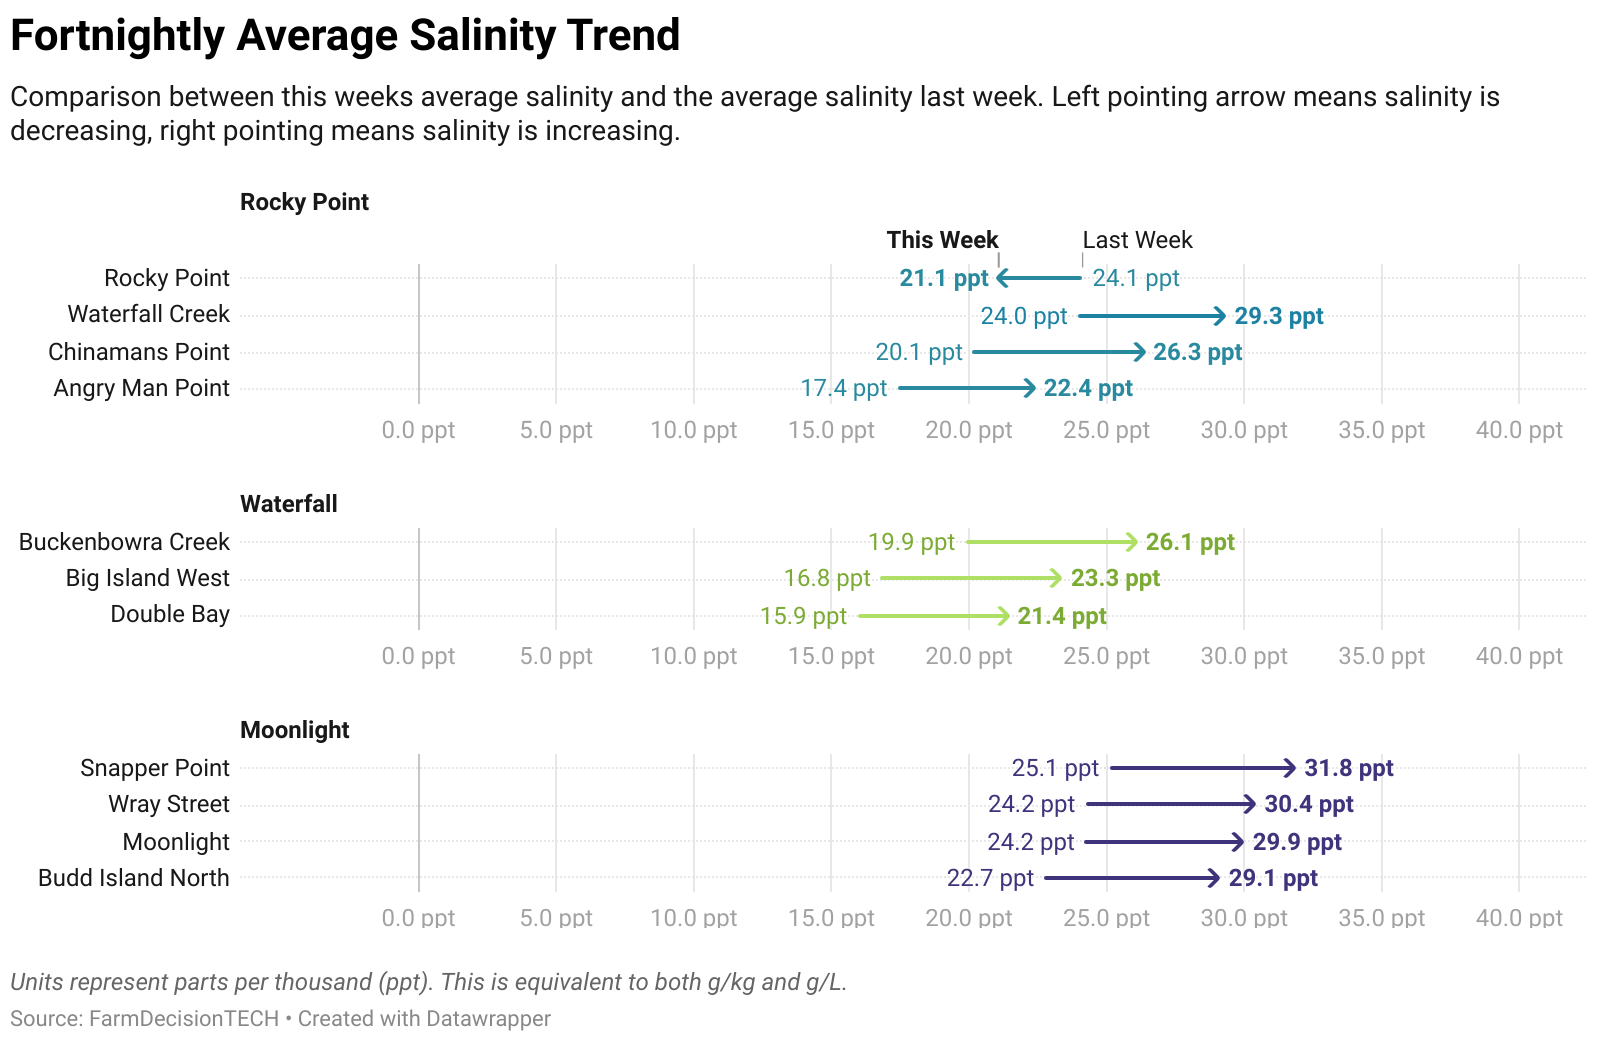 Fortnightly Average Salinity Trend
Comparison between this weeks average salinity and the average salinity last week. Left pointing arrow means salinity is
decreasing, right pointing means salinity is increasing.
Rocky Point
This Week Last Week
Rocky Point 21.1 ppt 24.1 ppt
Waterfall Creek 24.0 ppt 29.3 ppt
Chinamans Point 20.1 ppt 26.3 ppt
Angry Man Point 17.4 ppt 22.4 ppt
0.0 ppt 5.0 ppt 10.0 ppt 15.0 ppt 20.0 ppt 25.0 ppt 30.0 ppt 35.0 ppt 40.0 ppt
Waterfall
Buckenbowra Creek 19.9 ppt 26.1 ppt
Big Island West 16.8 ppt 23.3 ppt
Double Bay 15.9 ppt 21.4 ppt
0.0 ppt 5.0 ppt 10.0 ppt 15.0 ppt 20.0 ppt 25.0 ppt 30.0 ppt 35.0 ppt 40.0 ppt
Moonlight
Snapper Point 25.1 ppt 31.8 ppt
Wray Street 24.2 ppt 30.4 ppt
Moonlight 24.2 ppt 29.9 ppt
Budd Island North 22.7 ppt 29.1 ppt
0.0 ppt 5.0 ppt 10.0 ppt 15.0 ppt 20.0 ppt 25.0 ppt 30.0 ppt 35.0 ppt 40.0 ppt
Units represent parts per thousand (ppt). This is equivalent to both g/kg and g/L.
Source: FarmDecisionTECH • Created with Datawrapper